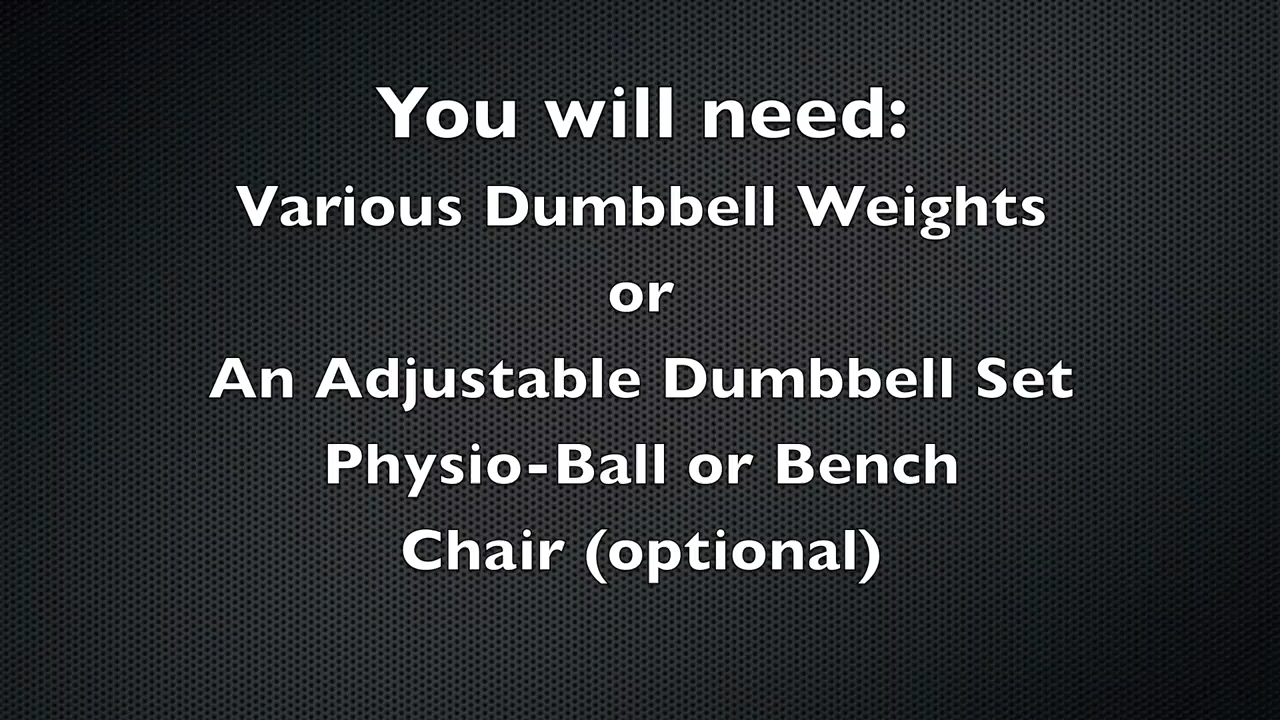 You will need:
Various Dumbbell Weights
or
An Adjustable Dumbbell Set
Physio-Ball or Bench
Chair (optional)